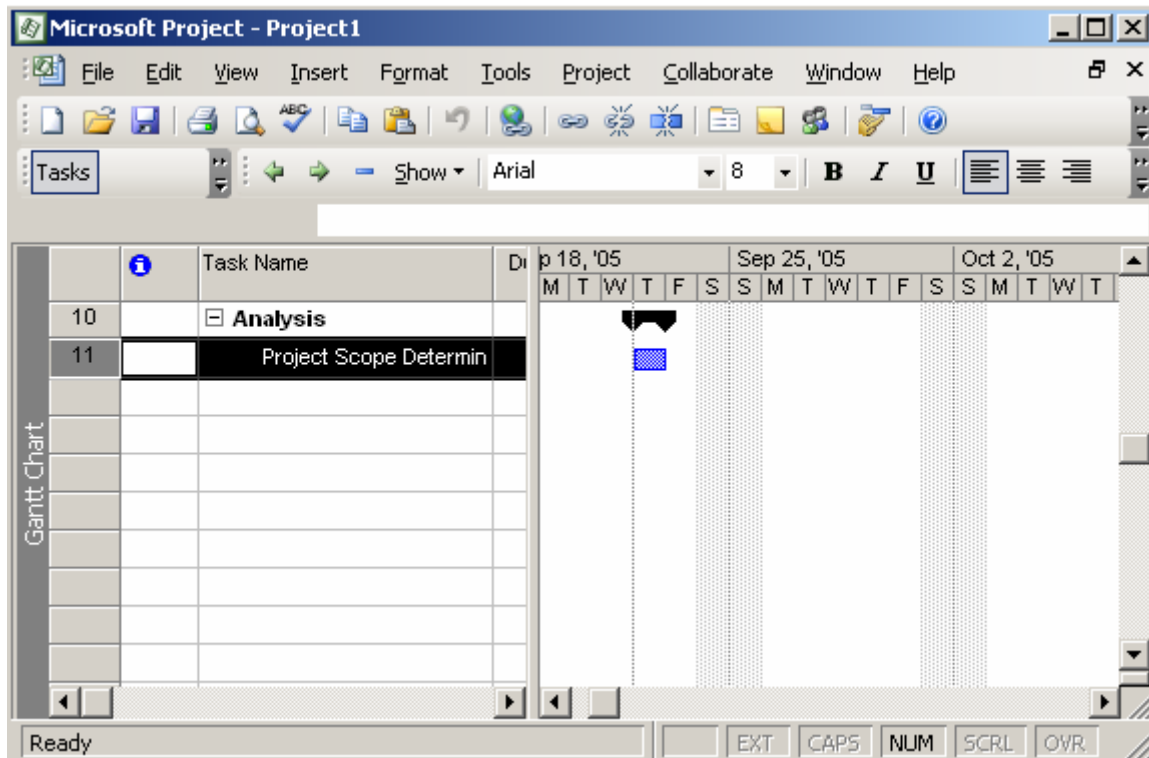 Microsoft Project - Project1
File Edit View Insert Format Tools Project Collaborate Window Help
ABC
Tasks Show Arial 8 B I U
Task Name Du p 18, '05 Sep 25, '05 Oct 2, '05
M T W T F S S M T W T F S S M T W T
10 Analysis
11 Project Scope Determin
Gantt Chart
Ready EXT CAPS NUM SCRL OVR